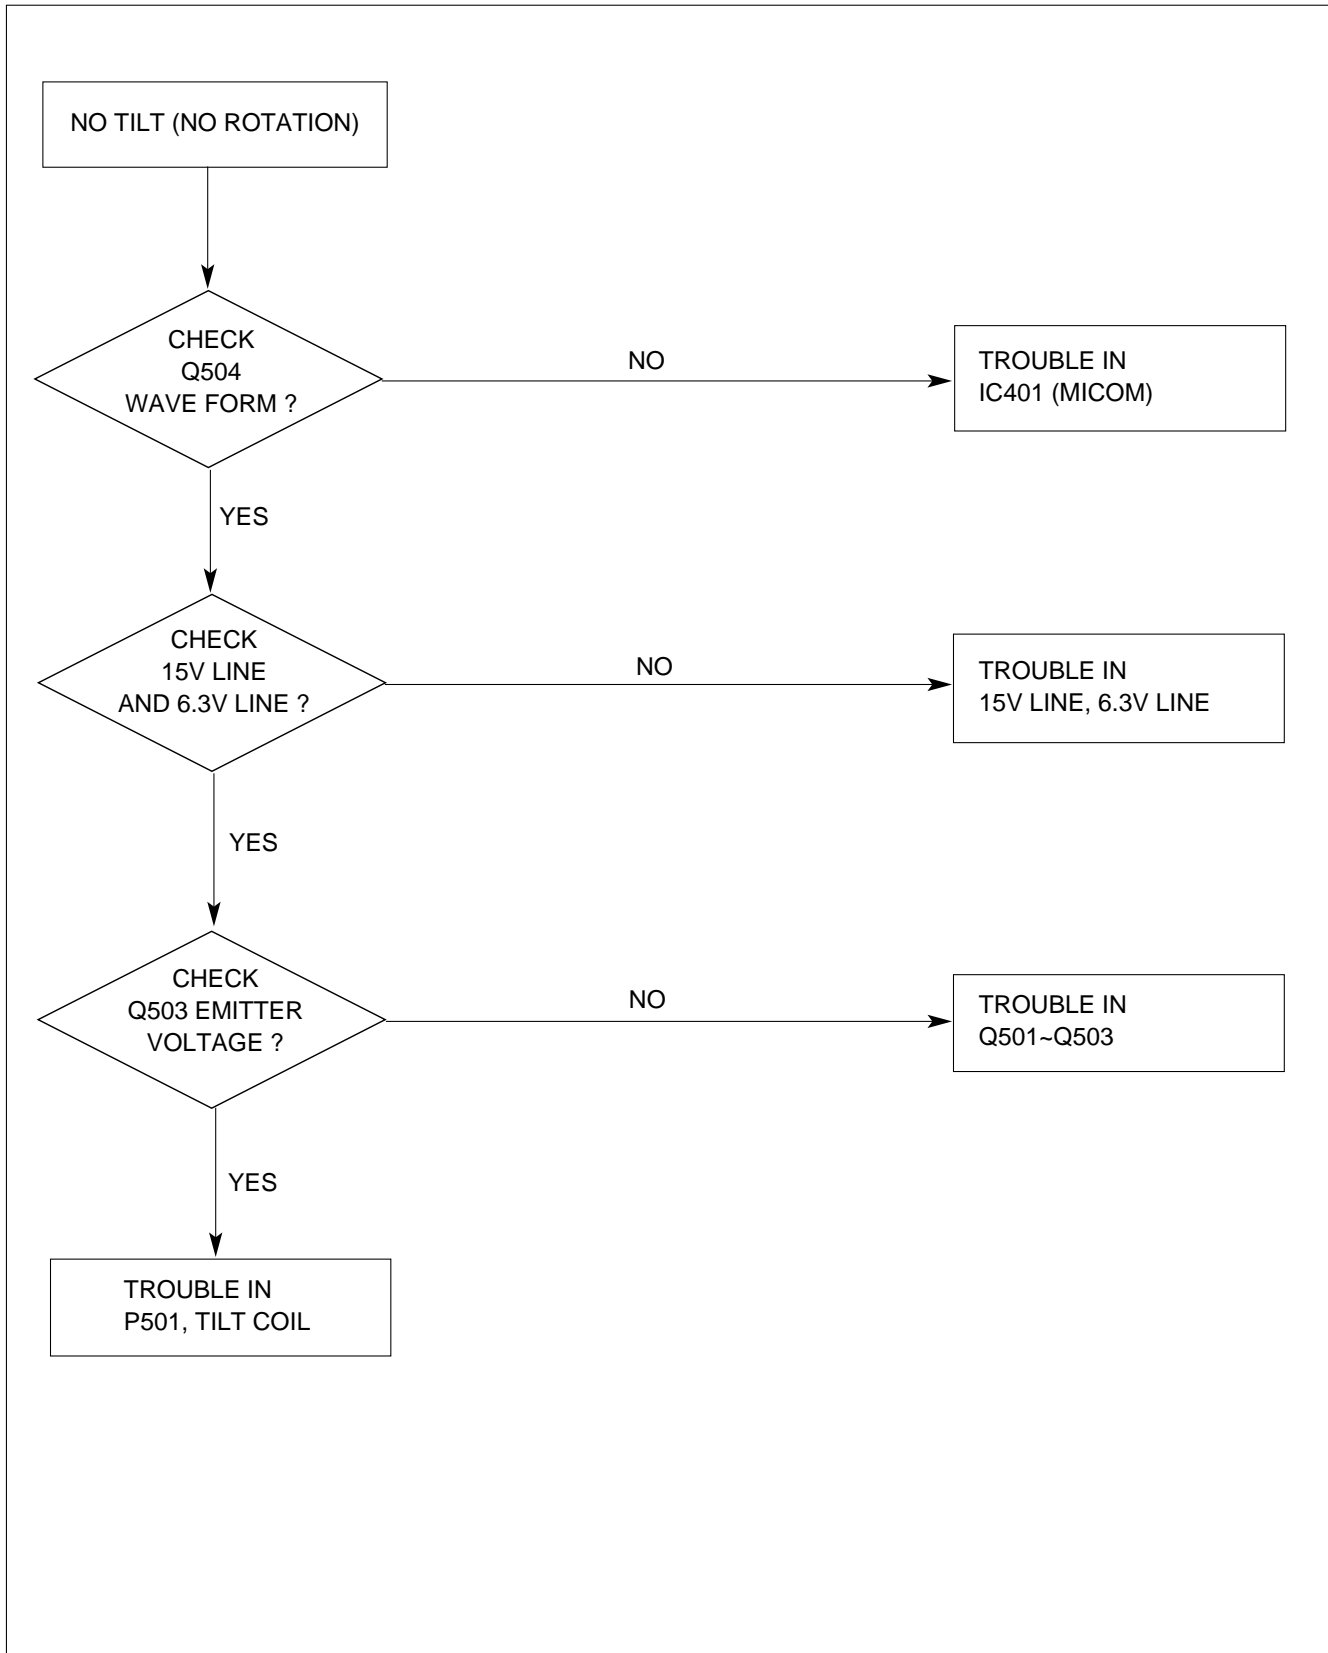 NO TILT (NO ROTATION)
CHECK
Q504
WAVE FORM ?
NO
TROUBLE IN
IC401 (MICOM)
YES
CHECK
15V LINE
AND 6.3V LINE ?
NO
TROUBLE IN
15V LINE, 6.3V LINE
YES
CHECK
Q503 EMITTER
VOLTAGE ?
NO
TROUBLE IN
Q501~Q503
YES
TROUBLE IN
P501, TILT COIL